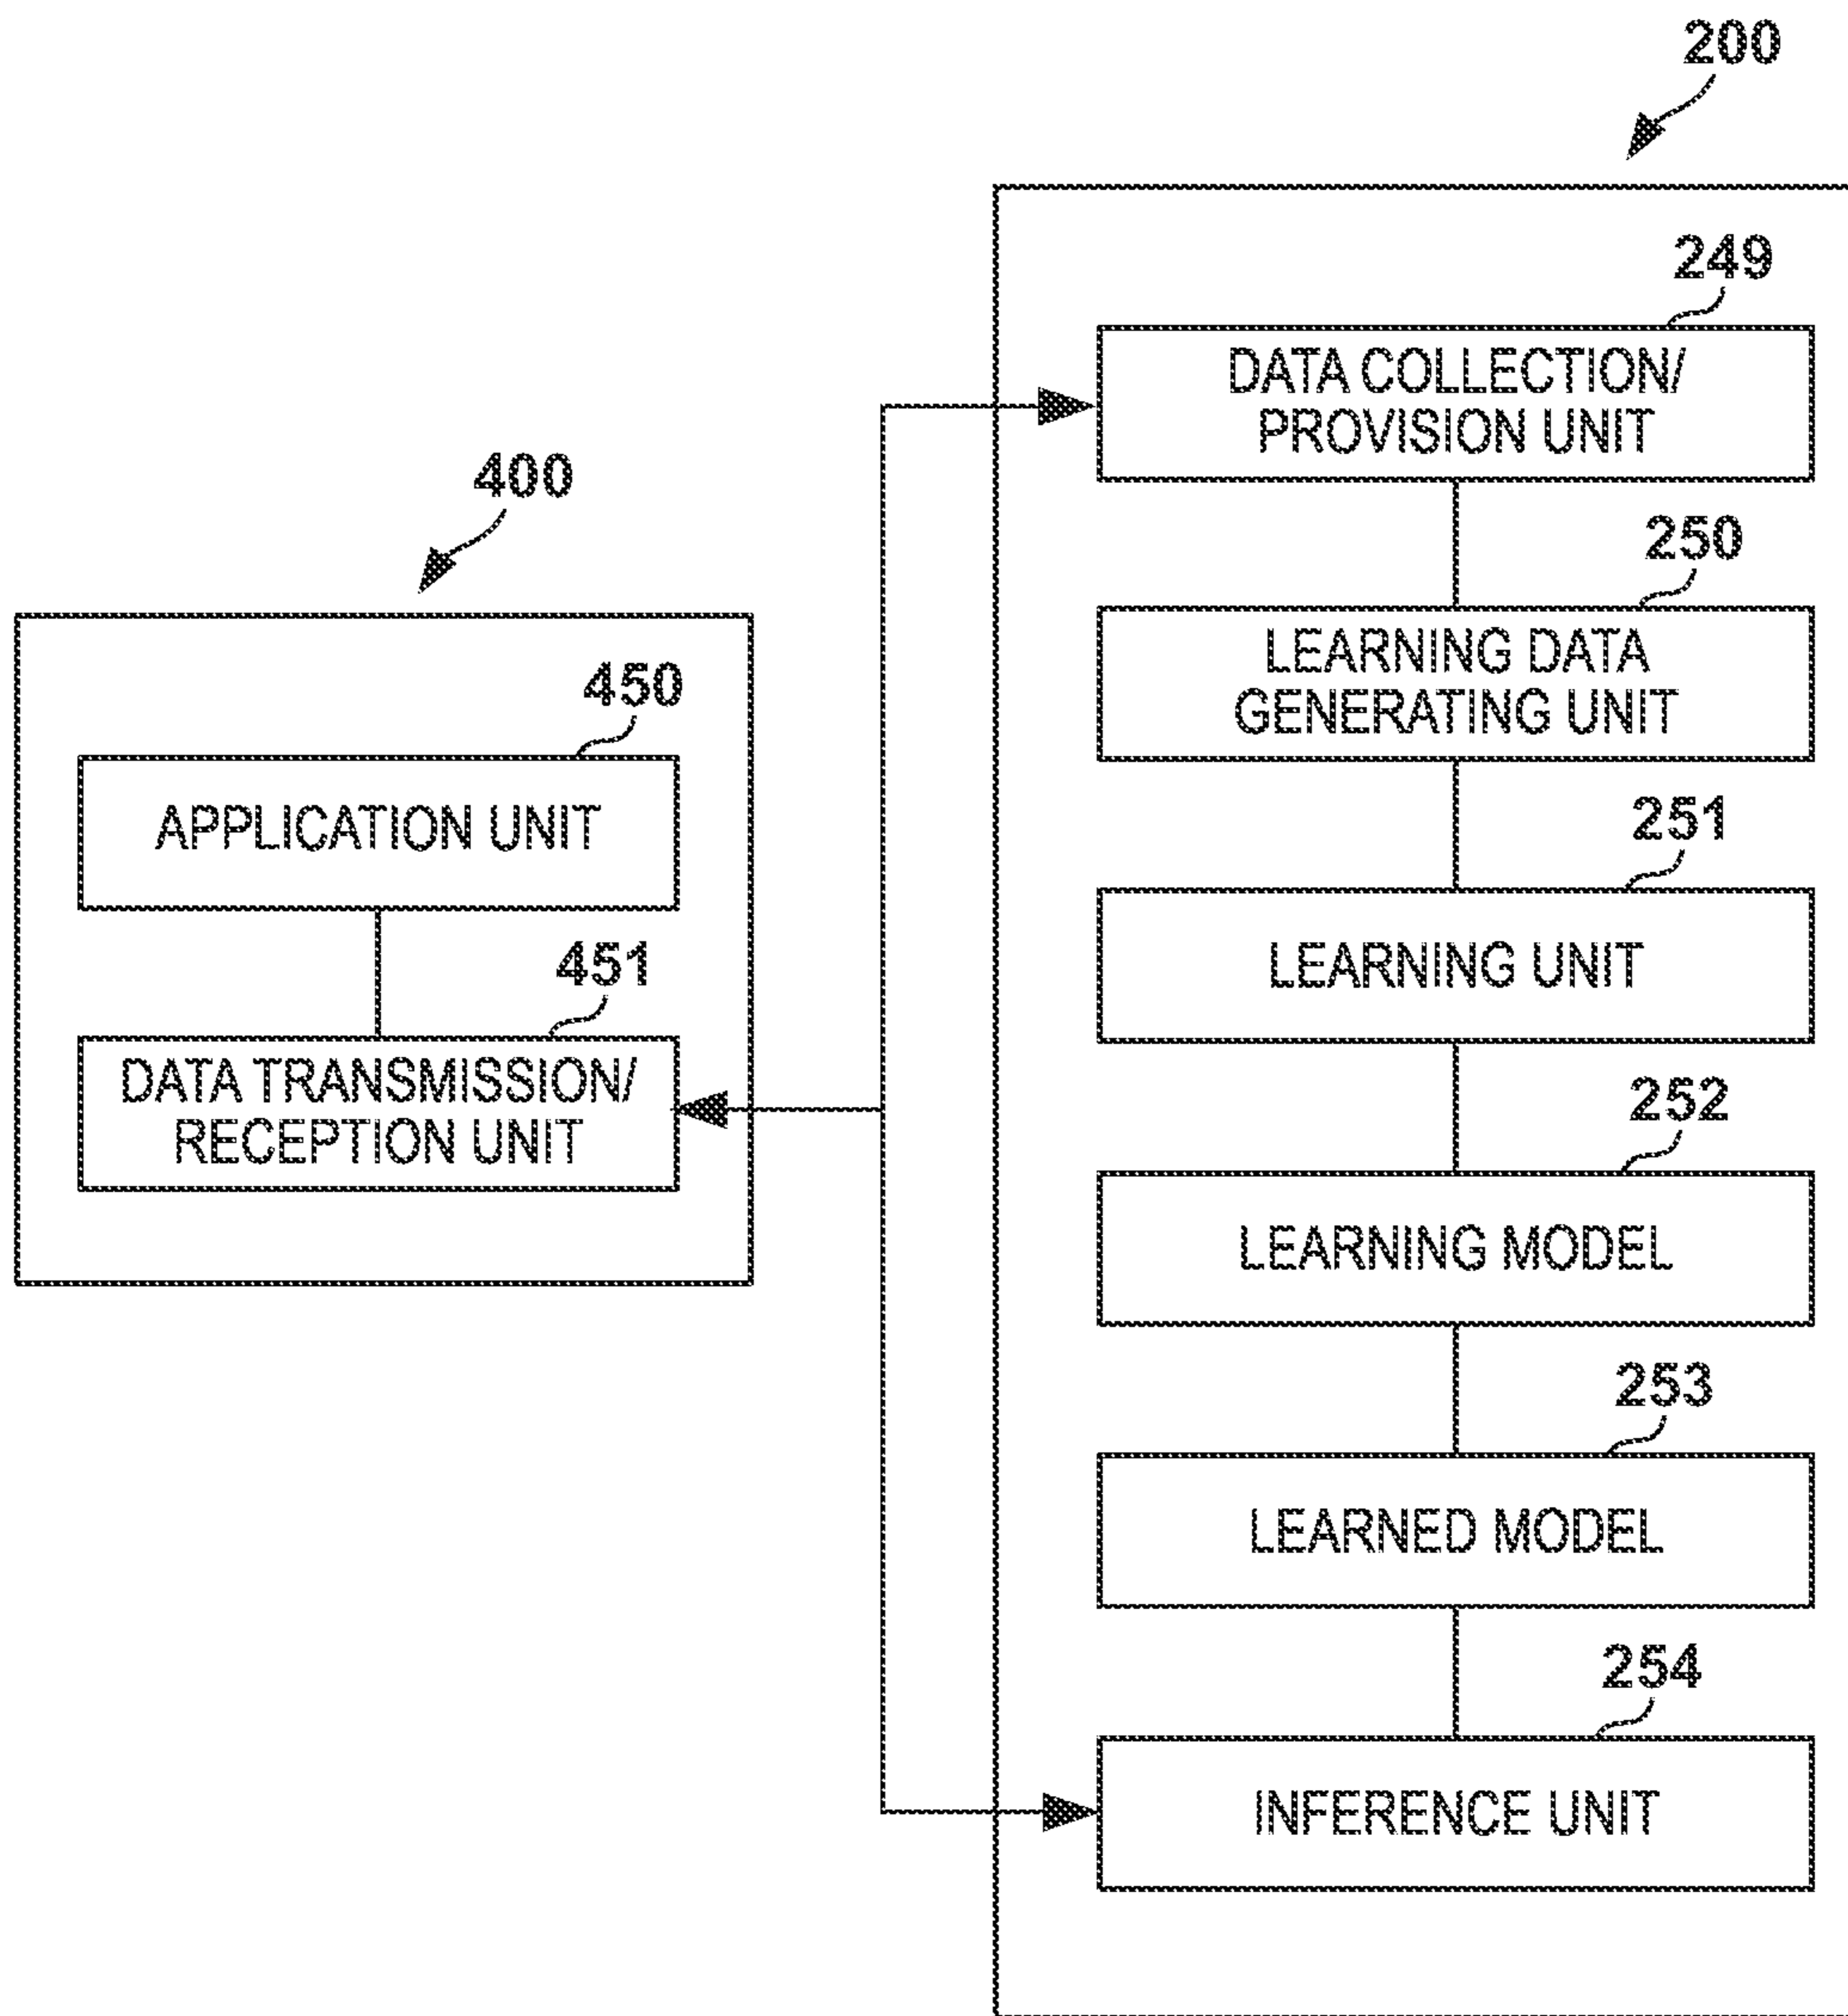 200
249
DATA COLLECTION/
PROVISION UNIT
400
250
LEARNING DATA
GENERATING UNIT
450
APPLICATION UNIT
251
LEARNING UNIT
451
DATA TRANSMISSION/
RECEPTION UNIT
252
LEARNING MODEL
253
LEARNED MODEL
254
INFERENCE UNIT